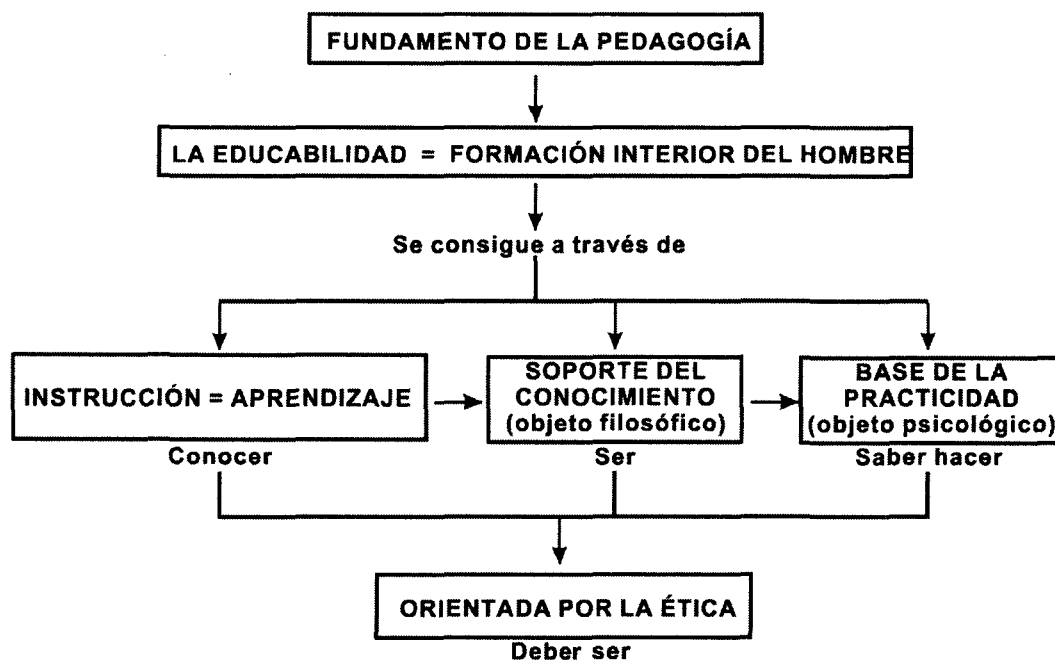 FUNDAMENTO DE LA PEDAGOGÍA
LA EDUCABILIDAD = FORMACIÓN INTERIOR DEL HOMBRE
Se consigue a través de
INSTRUCCIÓN = APRENDIZAJE
Conocer
SOPORTE DEL
CONOCIMIENTO
(objeto filosófico)
Ser
BASE DE LA
PRACTICIDAD
(objeto psicológico)
Saber hacer
ORIENTADA POR LA ÉTICA
Deber ser